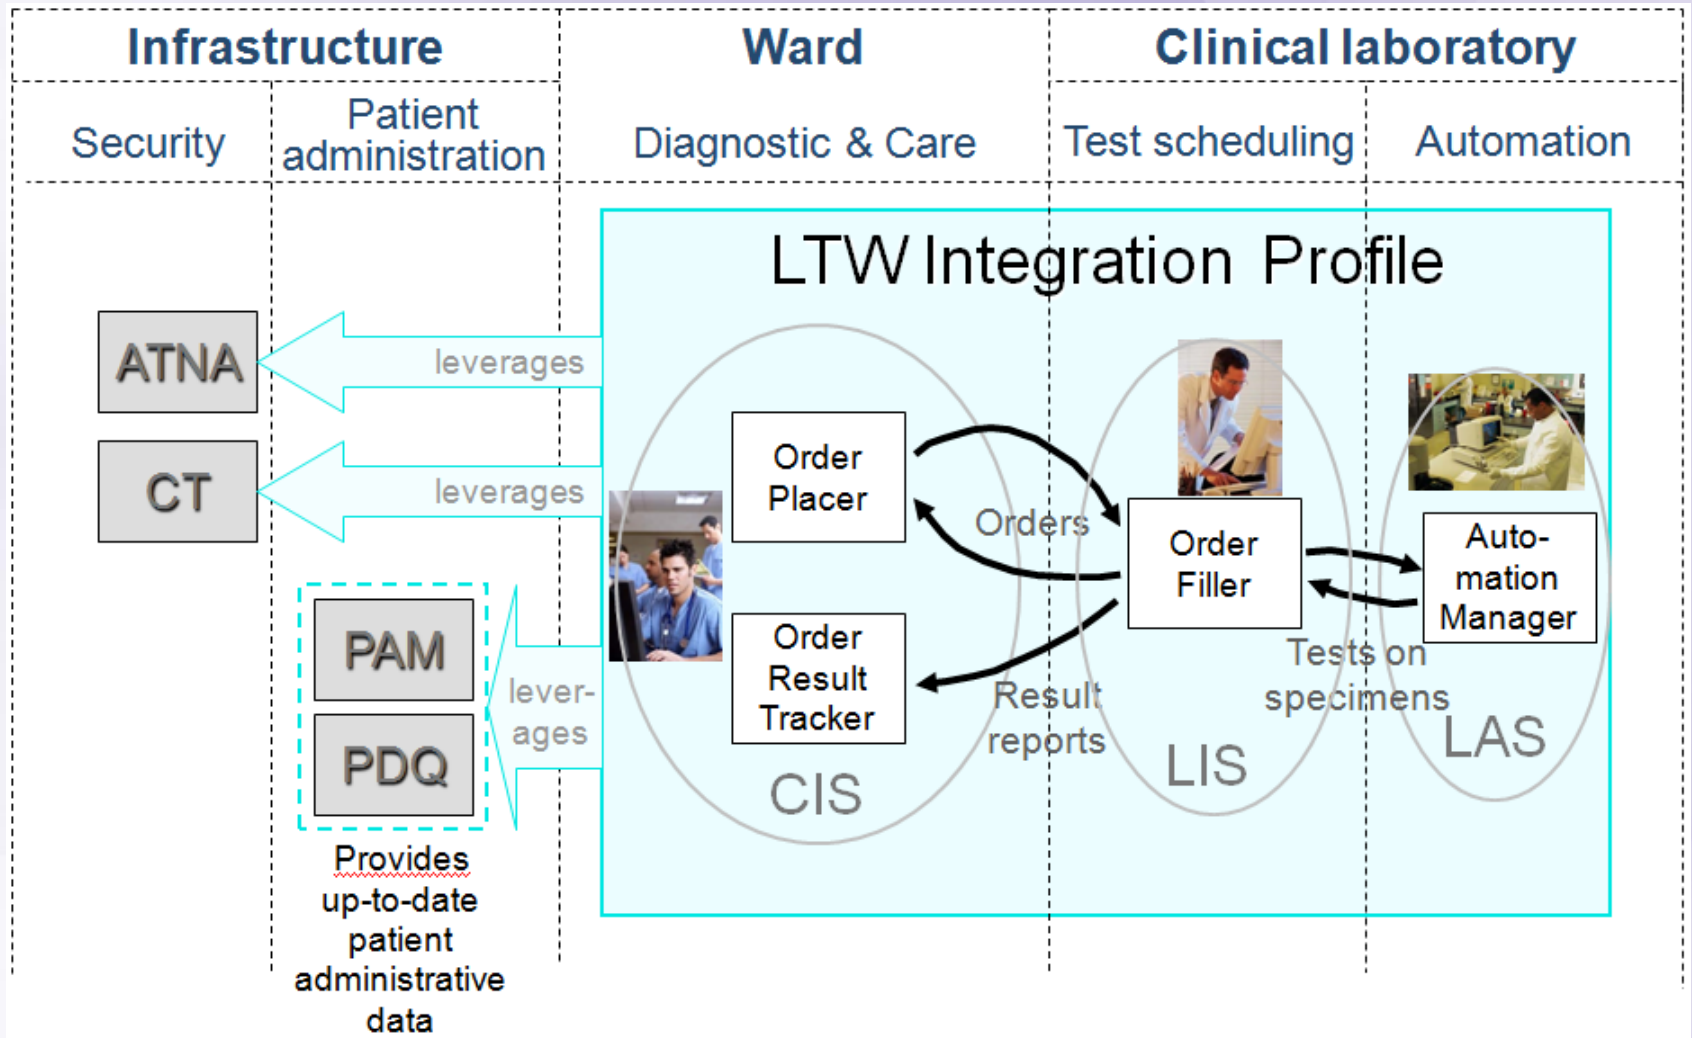 Infrastructure
Ward
Clinical laboratory
Security
Patient
administration
Diagnostic & Care
Test scheduling
Automation
LTW Integration Profile
ATNA
leverages
CT
leverages
PAM
PDQ
lever-
ages
Provides
up-to-date
patient
administrative
data
Order
Placer
Orders
Order
Result
Tracker
Result
reports
CIS
Order
Filler
LIS
Tests on
specimens
Auto-
mation
Manager
LAS